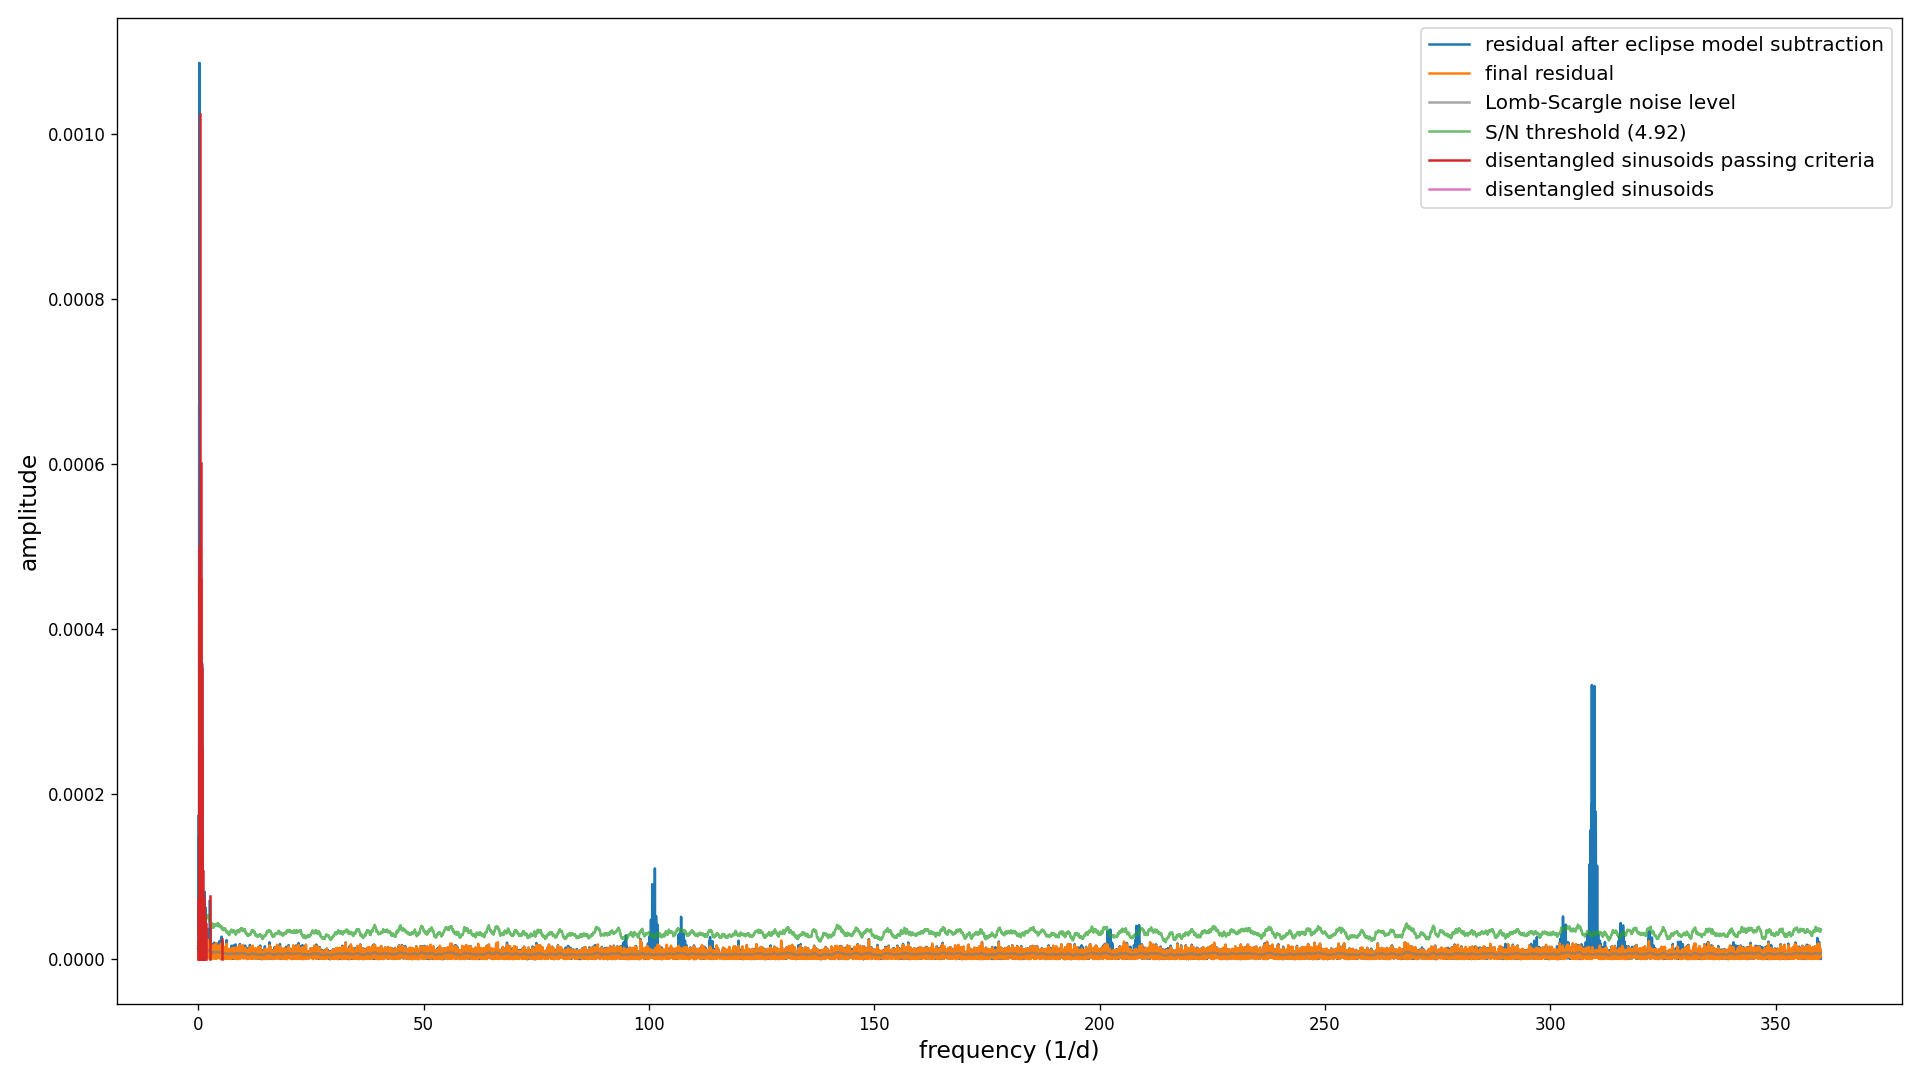 residual after eclipse model subtraction
final residual
Lomb-Scargle noise level
S/N threshold (4.92)
disentangled sinusoids passing criteria
disentangled sinusoids
0.0010
0.0008
0.0006
0.0004
0.0002
0.0000
amplitude
0 50 100 150 200 250 300 350
frequency (1/d)